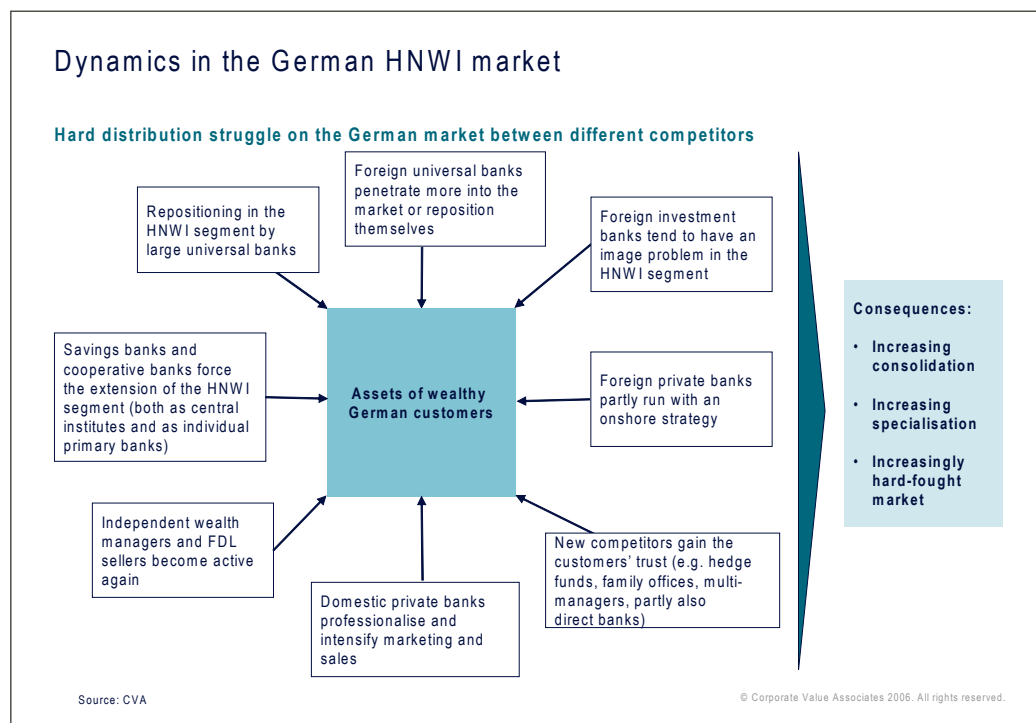 Dynamics in the German HNWI market
Hard distribution struggle on the German market between different competitors
Foreign universal banks
penetrate more into the
market or reposition
themselves
Repositioning in the
HNWI segment by
large universal banks
Foreign investment
banks tend to have an
image problem in the
HNWI segment
Savings banks and
cooperative banks force
the extension of the HNWI
segment (both as central
institutes and as individual
primary banks)
Assets of wealthy
German customers
Foreign private banks
partly run with an
onshore strategy
Independent wealth
managers and FDL
sellers become active
again
Domestic private banks
professionalise and
intensify marketing and
sales
New competitors gain the
customers' trust (e.g. hedge
funds, family offices, multi-
managers, partly also
direct banks)
Consequences:
• Increasing
consolidation
• Increasing
specialisation
• Increasingly
hard-fought
market
Source: CVA
© Corporate Value Associates 2006. All rights reserved.